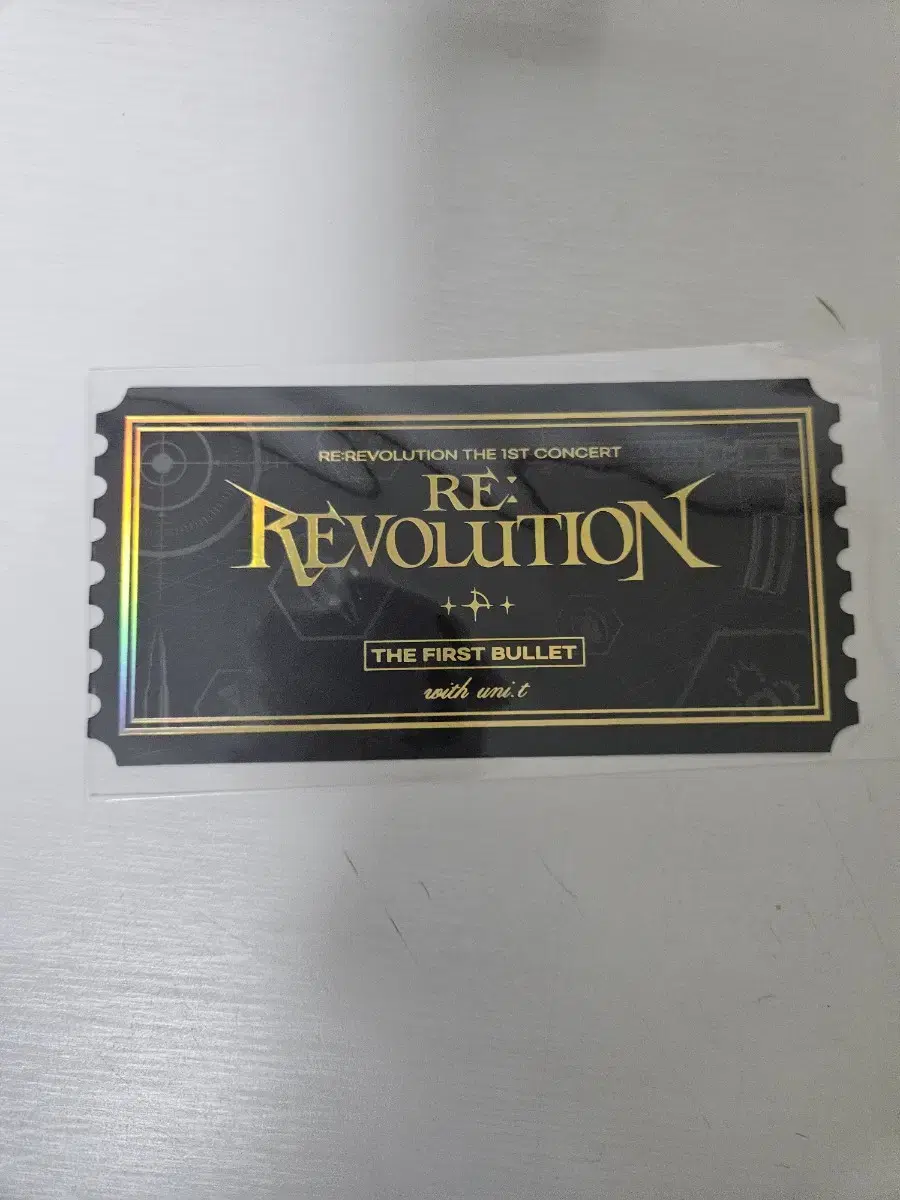 RE:REVOLUTION THE 1ST CONCERT
RE:
REVOLUTION
THE FIRST BULLET
with uni.t